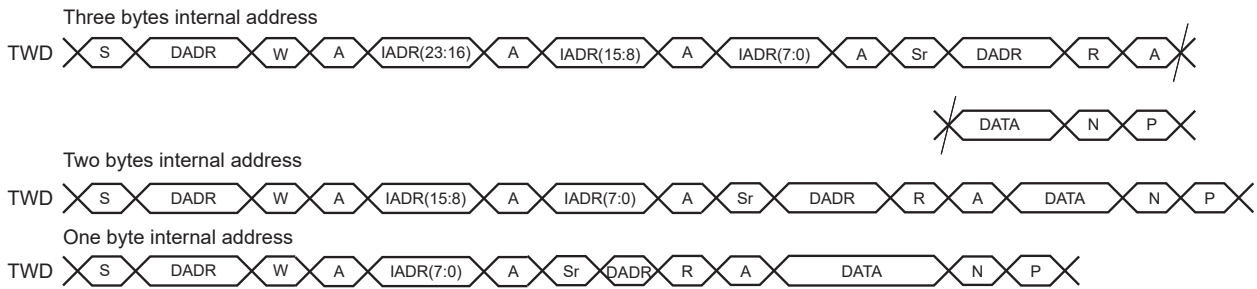 Three bytes internal address
TWD S DADR W A IADR(23:16) A IADR(15:8) A IADR(7:0) A Sr DADR R A
DATA N P
Two bytes internal address
TWD S DADR W A IADR(15:8) A IADR(7:0) A Sr DADR R A DATA N P
One byte internal address
TWD S DADR W A IADR(7:0) A Sr DADR R A DATA N P